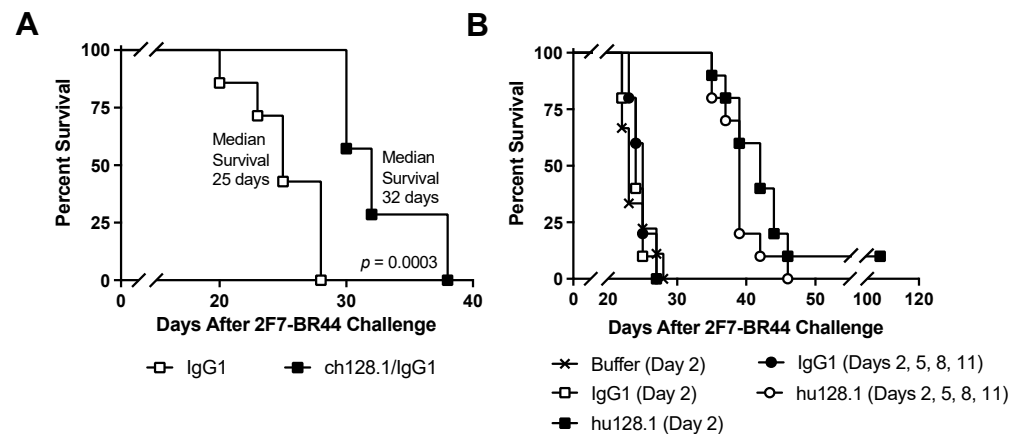 A
Percent Survival
100
75
50
25
0
Median
Survival
25 days
Median
Survival
32 days
p = 0.0003
0 20 30 40
Days After 2F7-BR44 Challenge
IgG1 ch128.1/IgG1
B
Percent Survival
100
75
50
25
0
0 20 30 40 50 100 120
Days After 2F7-BR44 Challenge
Buffer (Day 2)
IgG1 (Day 2)
hu128.1 (Day 2)
IgG1 (Days 2, 5, 8, 11)
hu128.1 (Days 2, 5, 8, 11)